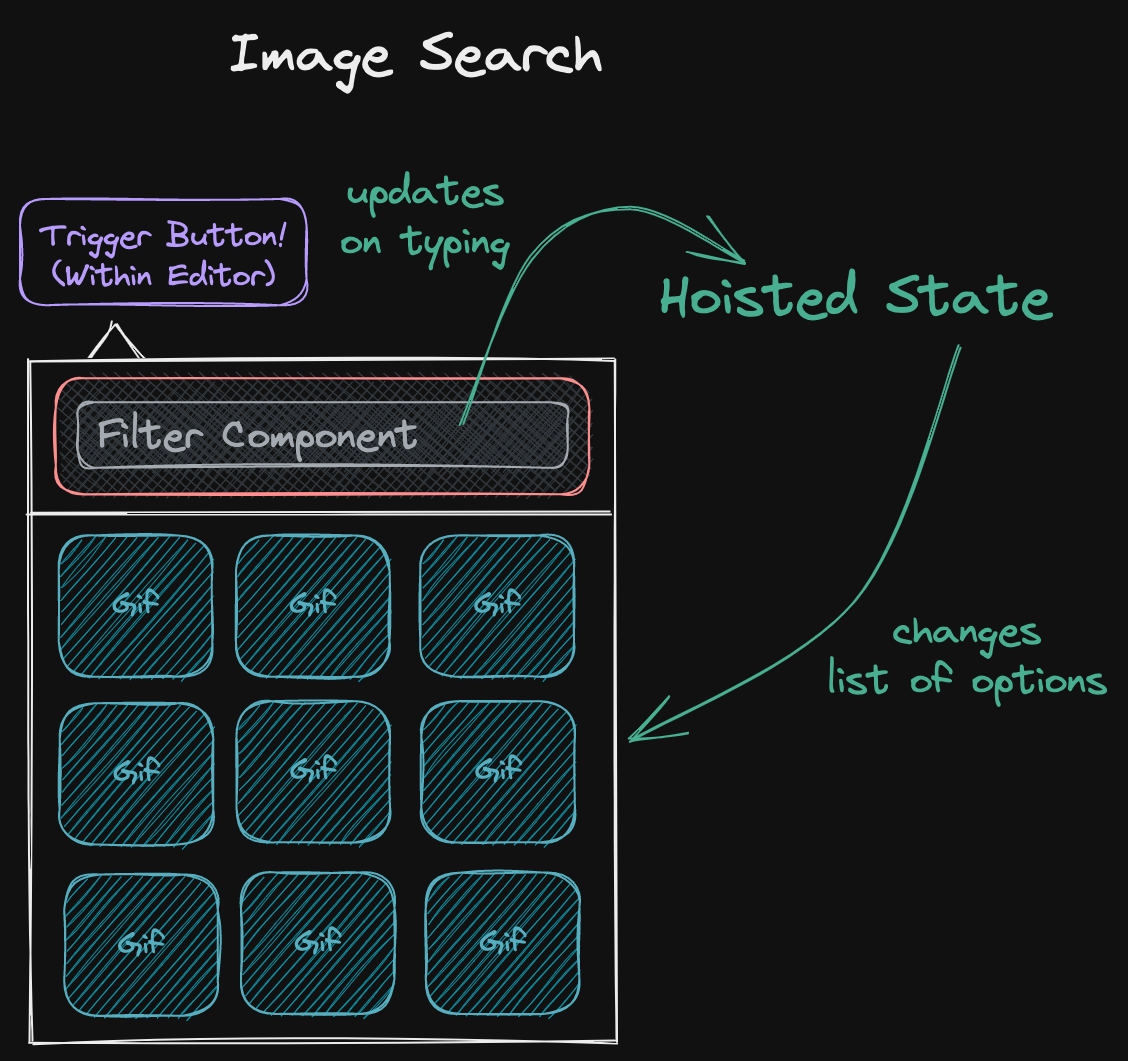 Image Search
Trigger Button!
(Within Editor)
updates
on typing
Hoisted State
Filter Component
Gif
Gif
Gif
changes
list of options
Gif
Gif
Gif
Gif
Gif
Gif